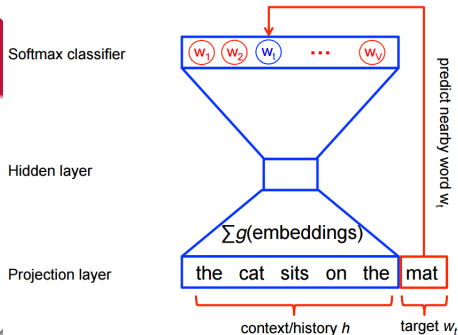 Softmax classifier
w1 w2 wt ... wV
predict nearby word wt
Hidden layer
∑g(embeddings)
Projection layer
the cat sits on the mat
context/history h
target wt